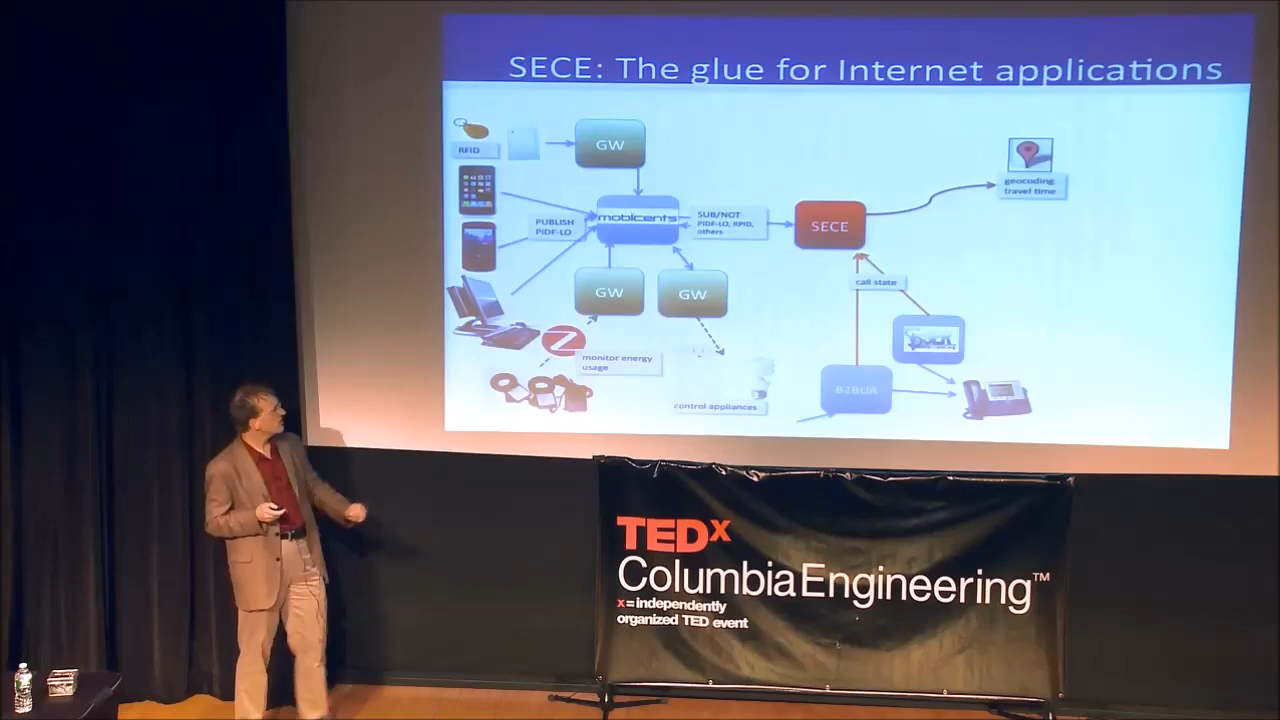 SECE: The glue for Internet applications
RFID
GW
geocoding
travel time
PUBLISH
PIDF-LO
mobicents
SUB/NOT
PIDF-LO, RPID,
others
SECE
call state
GW
GW
Z
monitor energy
usage
control appliances
B2BUA
TEDx
ColumbiaEngineering™
x = independently
organized TED event